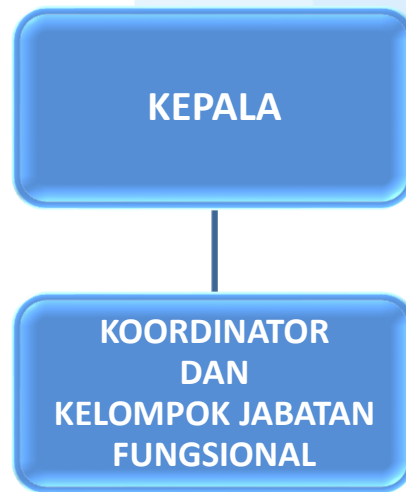 KEPALA
KOORDINATOR
DAN
KELOMPOK JABATAN
FUNGSIONAL